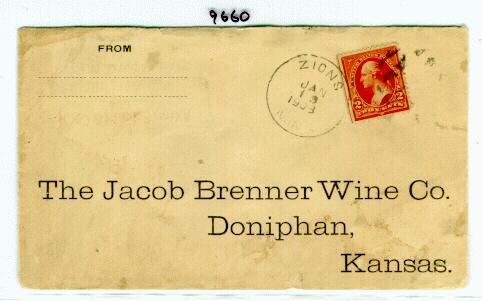 9660
FROM
ZIONS
JAN
1903
The Jacob Brenner Wine Co.
Doniphan,
Kansas.